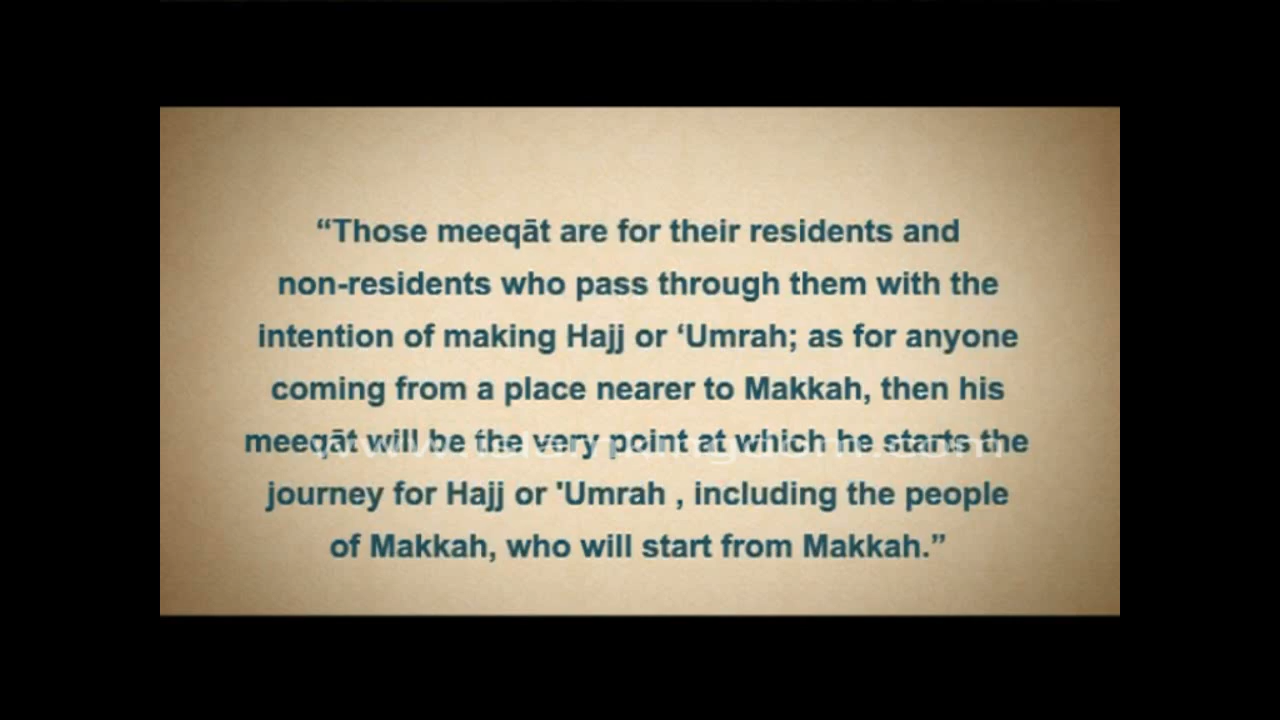 “Those meeqāt are for their residents and
non-residents who pass through them with the
intention of making Hajj or ‘Umrah; as for anyone
coming from a place nearer to Makkah, then his
meeqāt will be the very point at which he starts the
www.islamkingdom.com
journey for Hajj or 'Umrah , including the people
of Makkah, who will start from Makkah.”